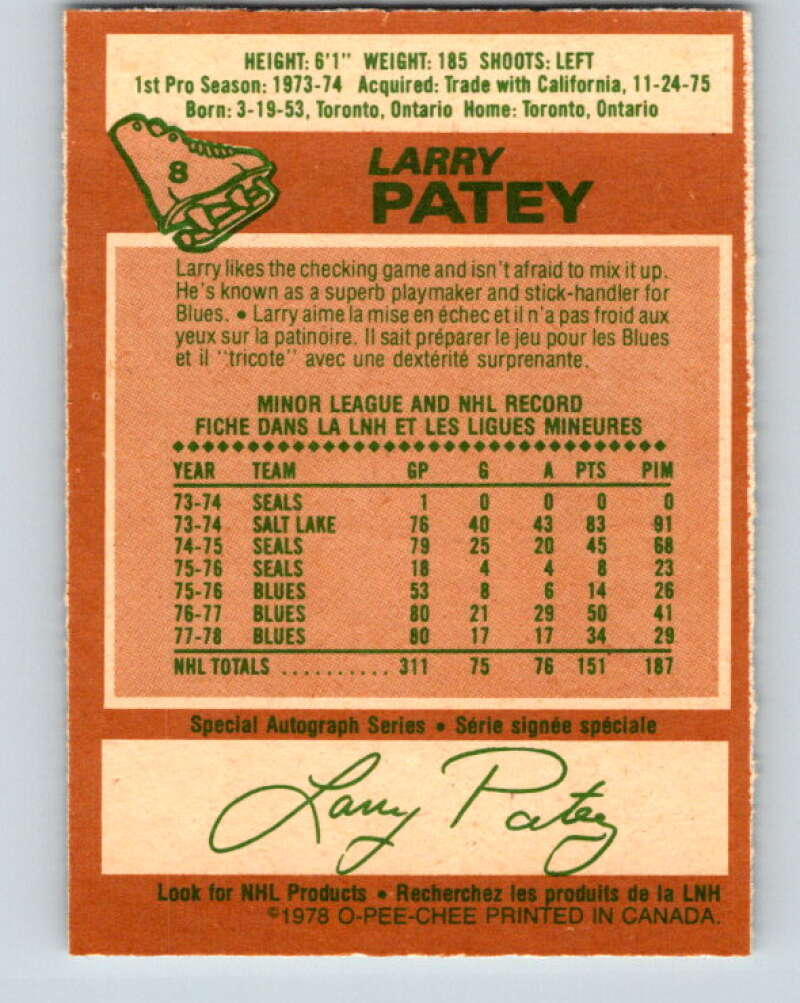 HEIGHT: 6'1" WEIGHT: 185 SHOOTS: LEFT
1st Pro Season: 1973-74 Acquired: Trade with California, 11-24-75
Born: 3-19-53, Toronto, Ontario Home: Toronto, Ontario
8
LARRY
PATEY
Larry likes the checking game and isn't afraid to mix it up.
He's known as a superb playmaker and stick-handler for
Blues. • Larry aime la mise en échec et il n'a pas froid aux
yeux sur la patinoire. Il sait préparer le jeu pour les Blues
et il "tricote" avec une dextérité surprenante.
MINOR LEAGUE AND NHL RECORD
FICHE DANS LA LNH ET LES LIGUES MINEURES
YEAR TEAM GP G A PTS PIM
73-74 SEALS 1 0 0 0 0
73-74 SALT LAKE 76 40 43 83 91
74-75 SEALS 79 25 20 45 68
75-76 SEALS 18 4 4 8 23
75-76 BLUES 53 8 6 14 26
76-77 BLUES 80 21 29 50 41
77-78 BLUES 80 17 17 34 29
NHL TOTALS .......... 311 75 76 151 187
Special Autograph Series • Série signée spéciale
Larry Patey
Look for NHL Products • Recherchez les produits de la LNH
©1978 O-PEE-CHEE PRINTED IN CANADA.